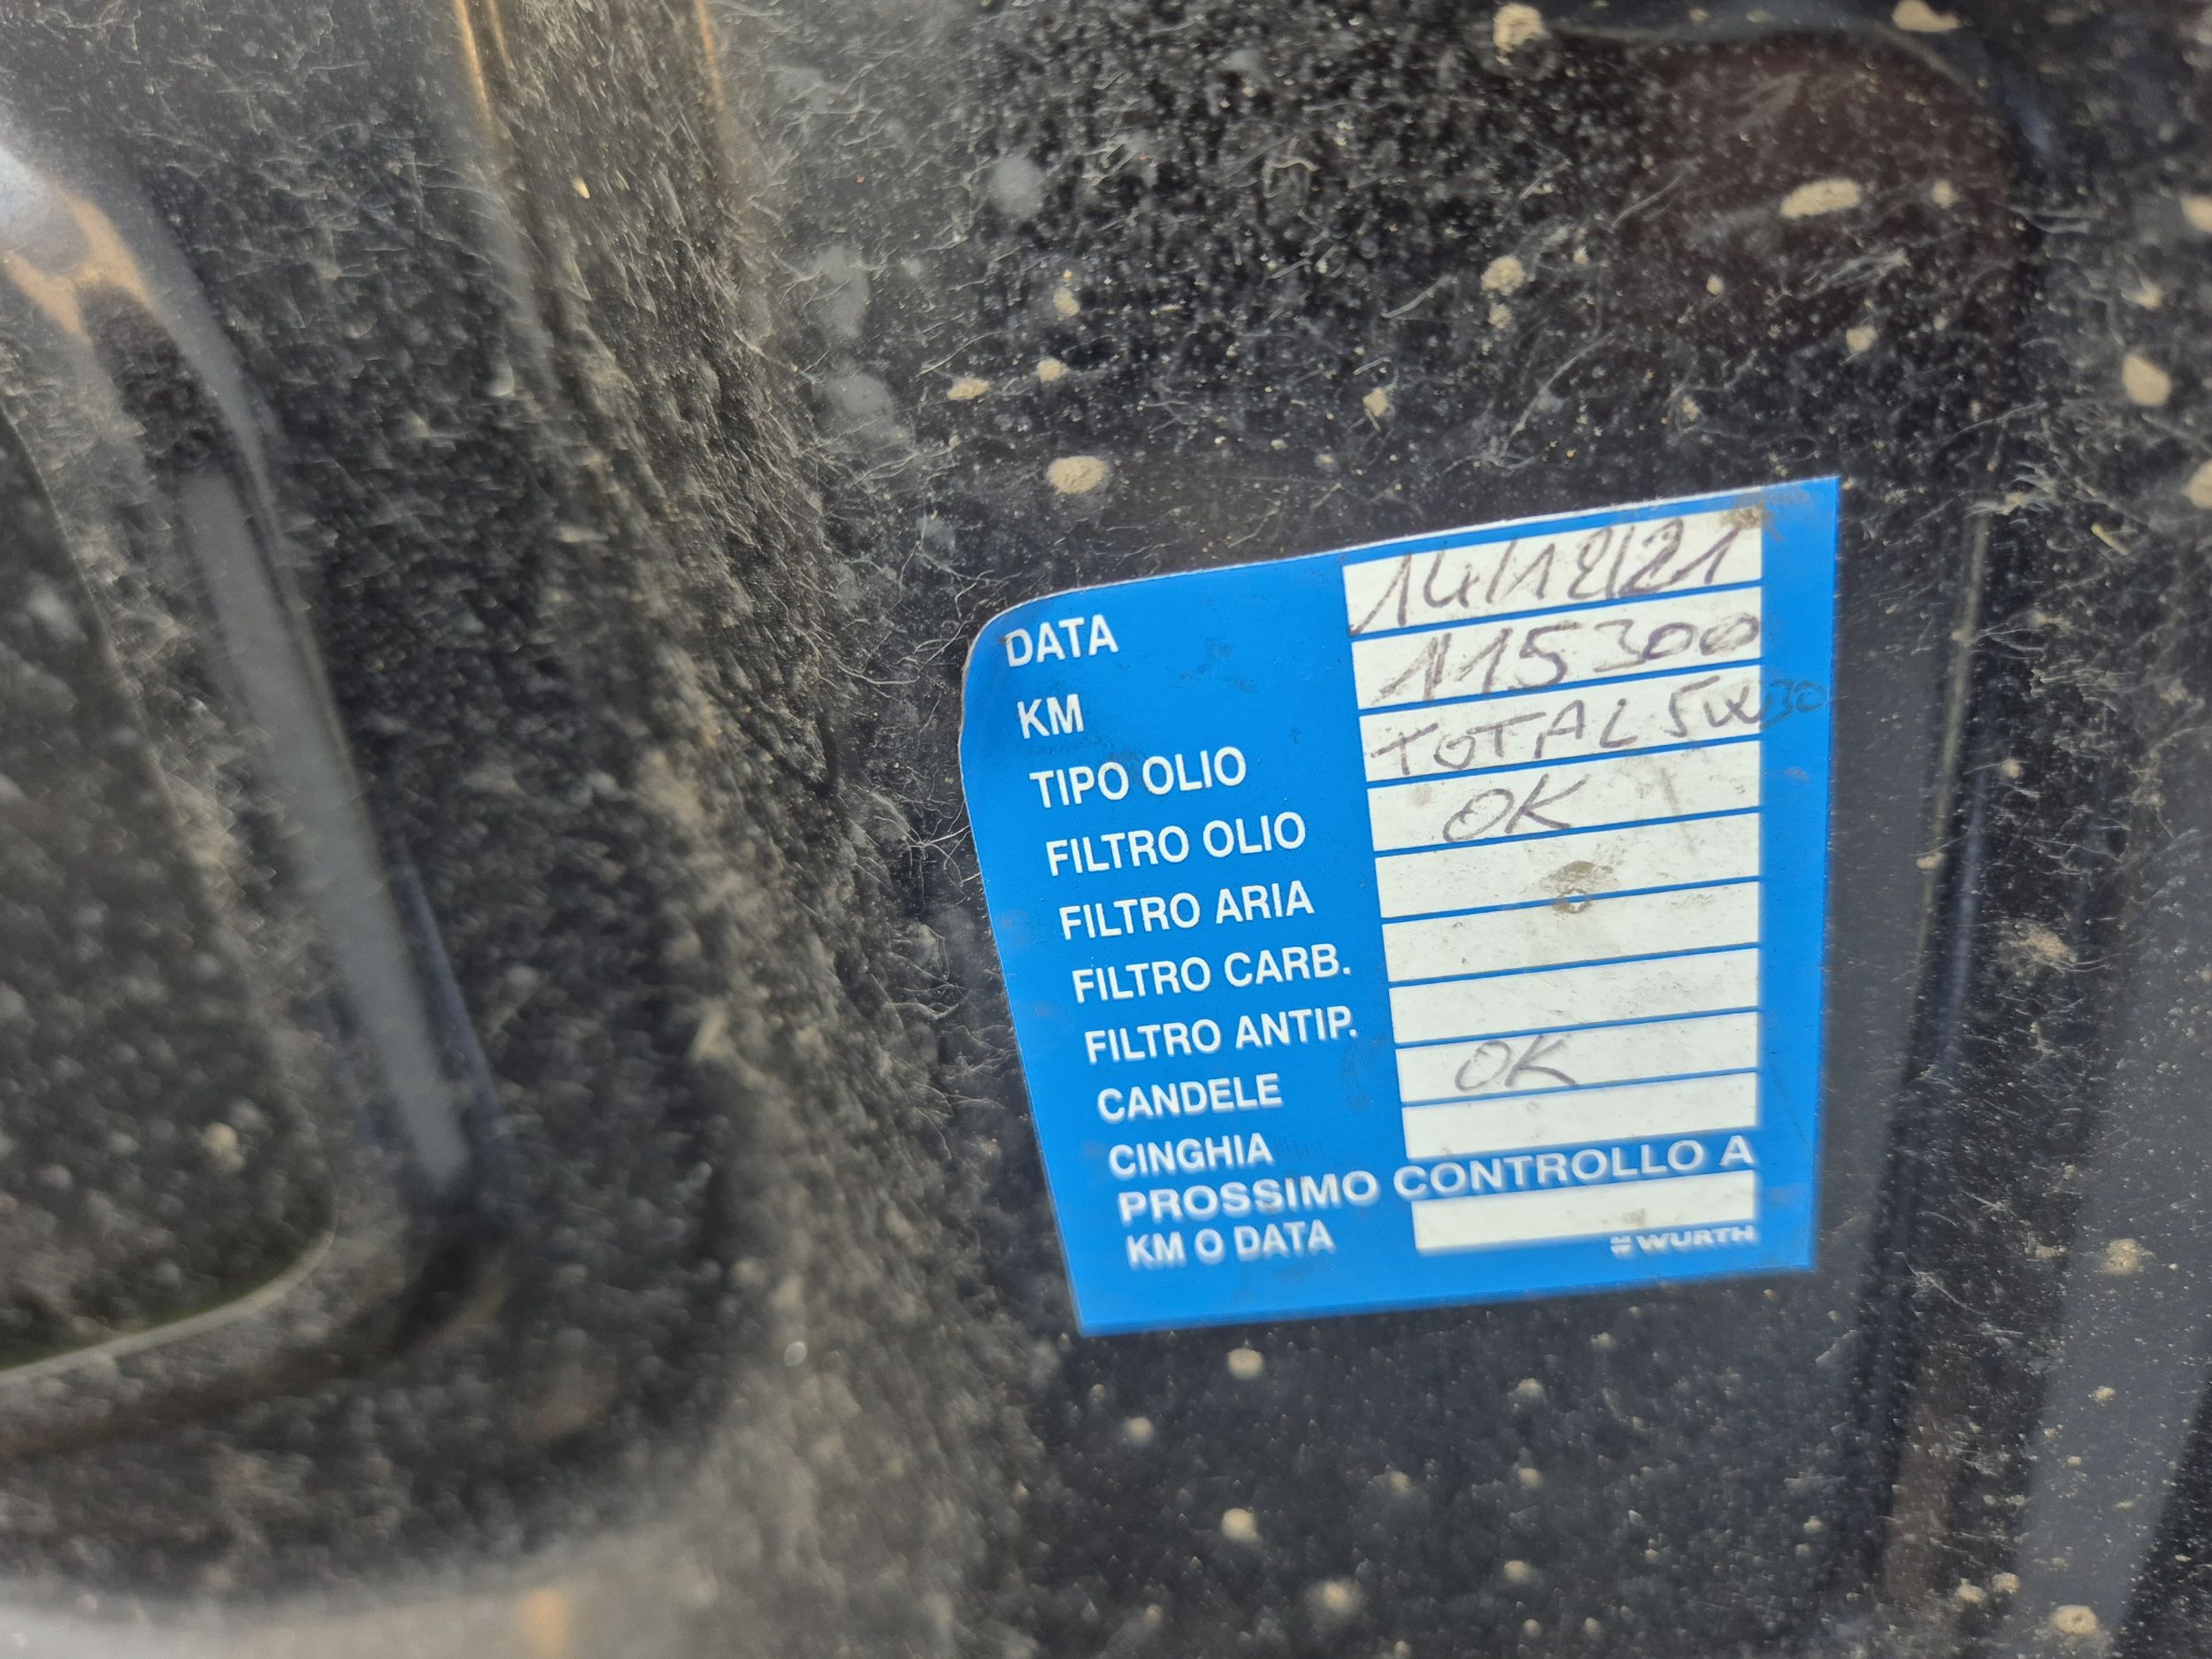 DATA 14/12/21
KM 115300
TIPO OLIO TOTAL 5W30
FILTRO OLIO OK
FILTRO ARIA
FILTRO CARB.
FILTRO ANTIP.
CANDELE OK
CINGHIA
PROSSIMO CONTROLLO A
KM O DATA
WÜRTH